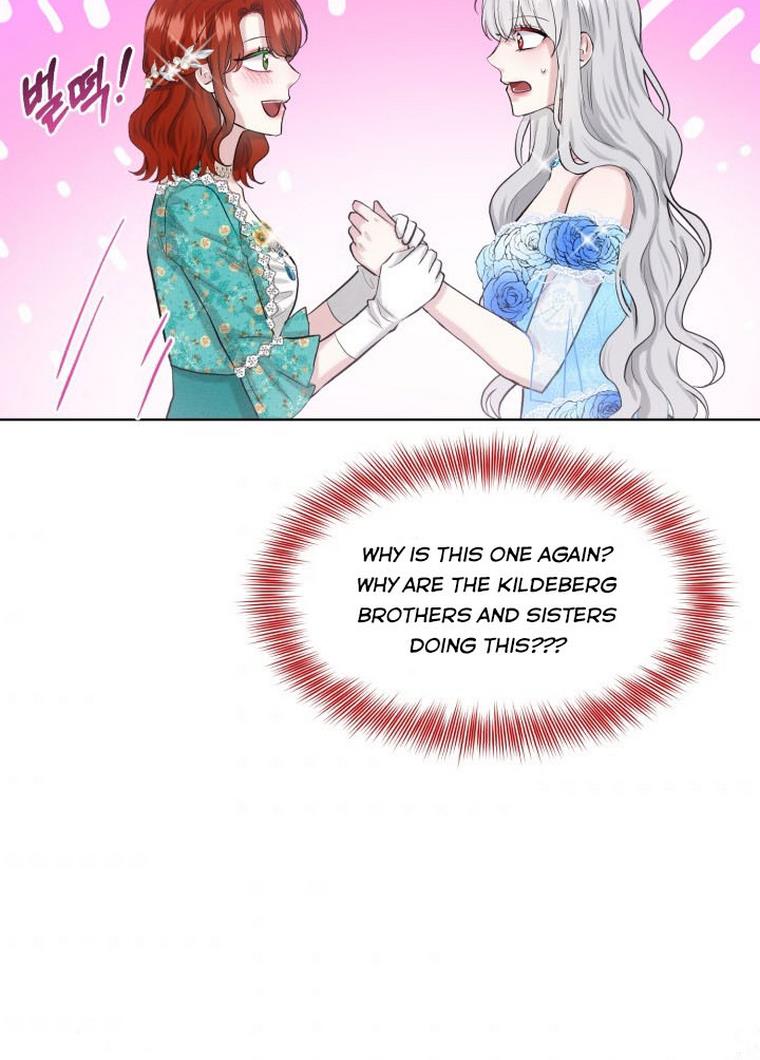 벌떡!
WHY IS THIS ONE AGAIN?
WHY ARE THE KILDEBERG
BROTHERS AND SISTERS
DOING THIS???